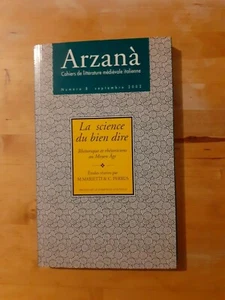 Arzanà
Cahiers de littérature médiévale italienne
Numéro 8 septembre 2002
La science
du bien dire
Rhétorique et rhétoriciens
au Moyen Âge